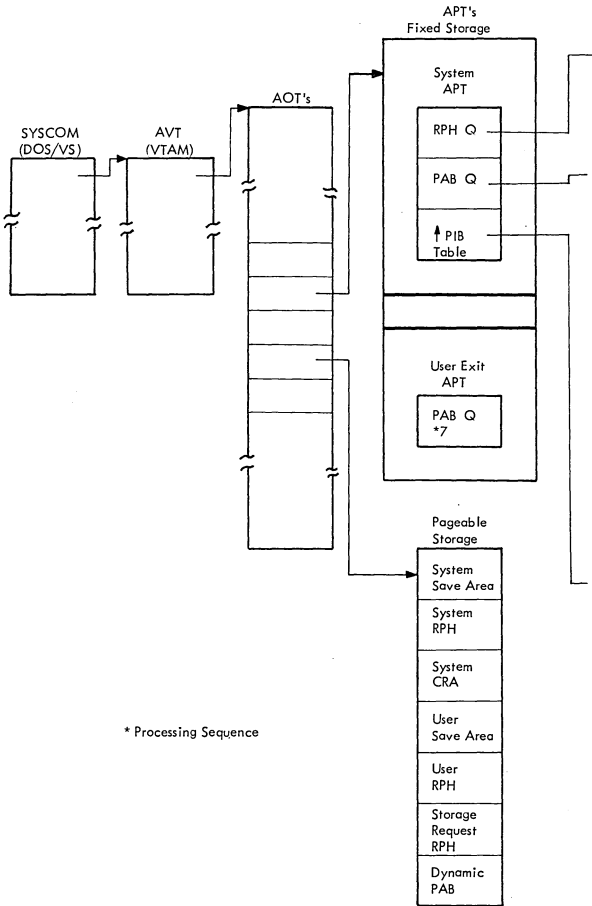 APT's
Fixed Storage
System
APT
RPH Q
PAB Q
↑ PIB
Table
AOT's
SYSCOM
(DOS/VS)
AVT
(VTAM)
User Exit
APT
PAB Q
*7
Pageable
Storage
System
Save Area
System
RPH
System
CRA
User
Save Area
User
RPH
Storage
Request
RPH
Dynamic
PAB
* Processing Sequence